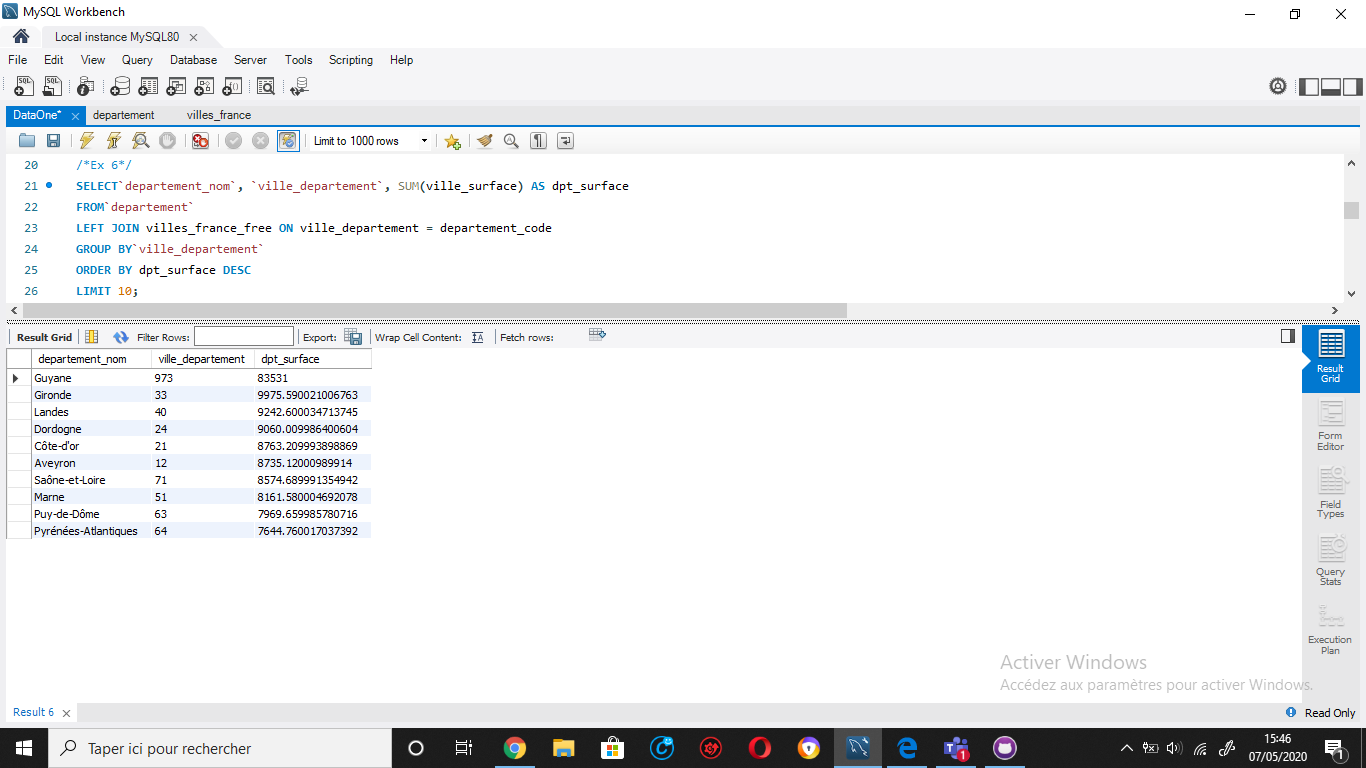 MySQL Workbench
Local instance MySQL80
File Edit View Query Database Server Tools Scripting Help
DataOne* departement villes_france
Limit to 1000 rows
20 /*Ex 6*/
21 SELECT`departement_nom`, `ville_departement`, SUM(ville_surface) AS dpt_surface
22 FROM`departement`
23 LEFT JOIN villes_france_free ON ville_departement = departement_code
24 GROUP BY`ville_departement`
25 ORDER BY dpt_surface DESC
26 LIMIT 10;
Result Grid Filter Rows: Export: Wrap Cell Content: Fetch rows:
departement_nom ville_departement dpt_surface
Guyane 973 83531
Gironde 33 9975.590021006763
Landes 40 9242.600034713745
Dordogne 24 9060.009986400604
Côte-d'or 21 8763.209993898869
Aveyron 12 8735.12000989914
Saône-et-Loire 71 8574.689991354942
Marne 51 8161.580004692078
Puy-de-Dôme 63 7969.659985780716
Pyrénées-Atlantiques 64 7644.760017037392
Result
Grid
Form
Editor
Field
Types
Query
Stats
Execution
Plan
Activer Windows
Accédez aux paramètres pour activer Windows.
Result 6
Read Only
Taper ici pour rechercher
15:46
07/05/2020